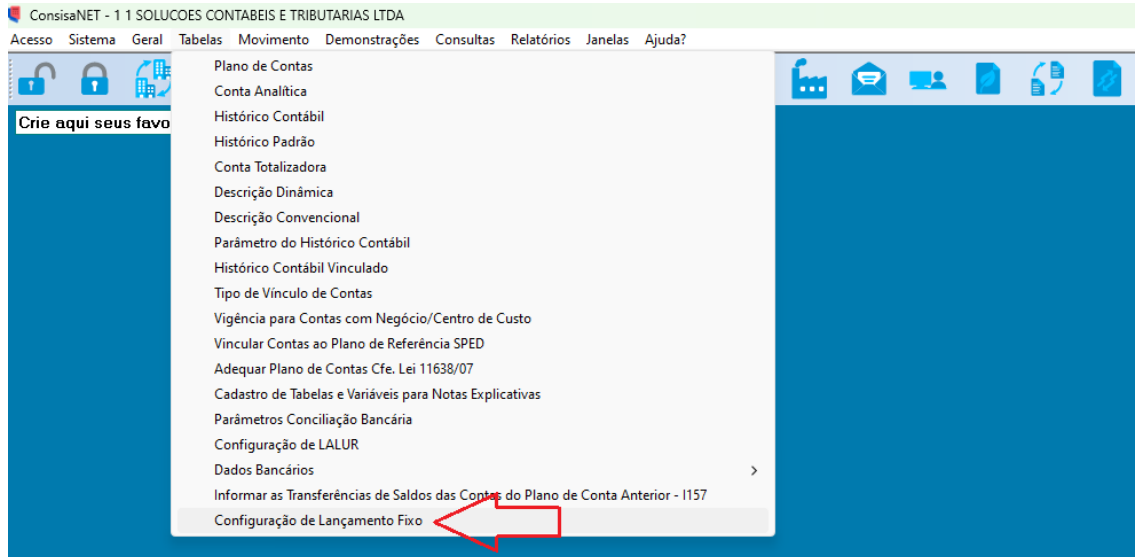 ConsisaNET - 1 1 SOLUCOES CONTABEIS E TRIBUTARIAS LTDA
Acesso Sistema Geral Tabelas Movimento Demonstrações Consultas Relatórios Janelas Ajuda?
Crie aqui seus favo
Plano de Contas
Conta Analítica
Histórico Contábil
Histórico Padrão
Conta Totalizadora
Descrição Dinâmica
Descrição Convencional
Parâmetro do Histórico Contábil
Histórico Contábil Vinculado
Tipo de Vínculo de Contas
Vigência para Contas com Negócio/Centro de Custo
Vincular Contas ao Plano de Referência SPED
Adequar Plano de Contas Cfe. Lei 11638/07
Cadastro de Tabelas e Variáveis para Notas Explicativas
Parâmetros Conciliação Bancária
Configuração de LALUR
Dados Bancários
Informar as Transferências de Saldos das Contas do Plano de Conta Anterior - I157
Configuração de Lançamento Fixo